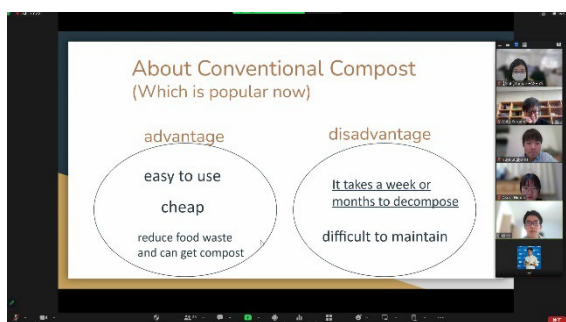 About Conventional Compost
(Which is popular now)
advantage
disadvantage
easy to use
cheap
reduce food waste
and can get compost
It takes a week or
months to decompose
difficult to maintain